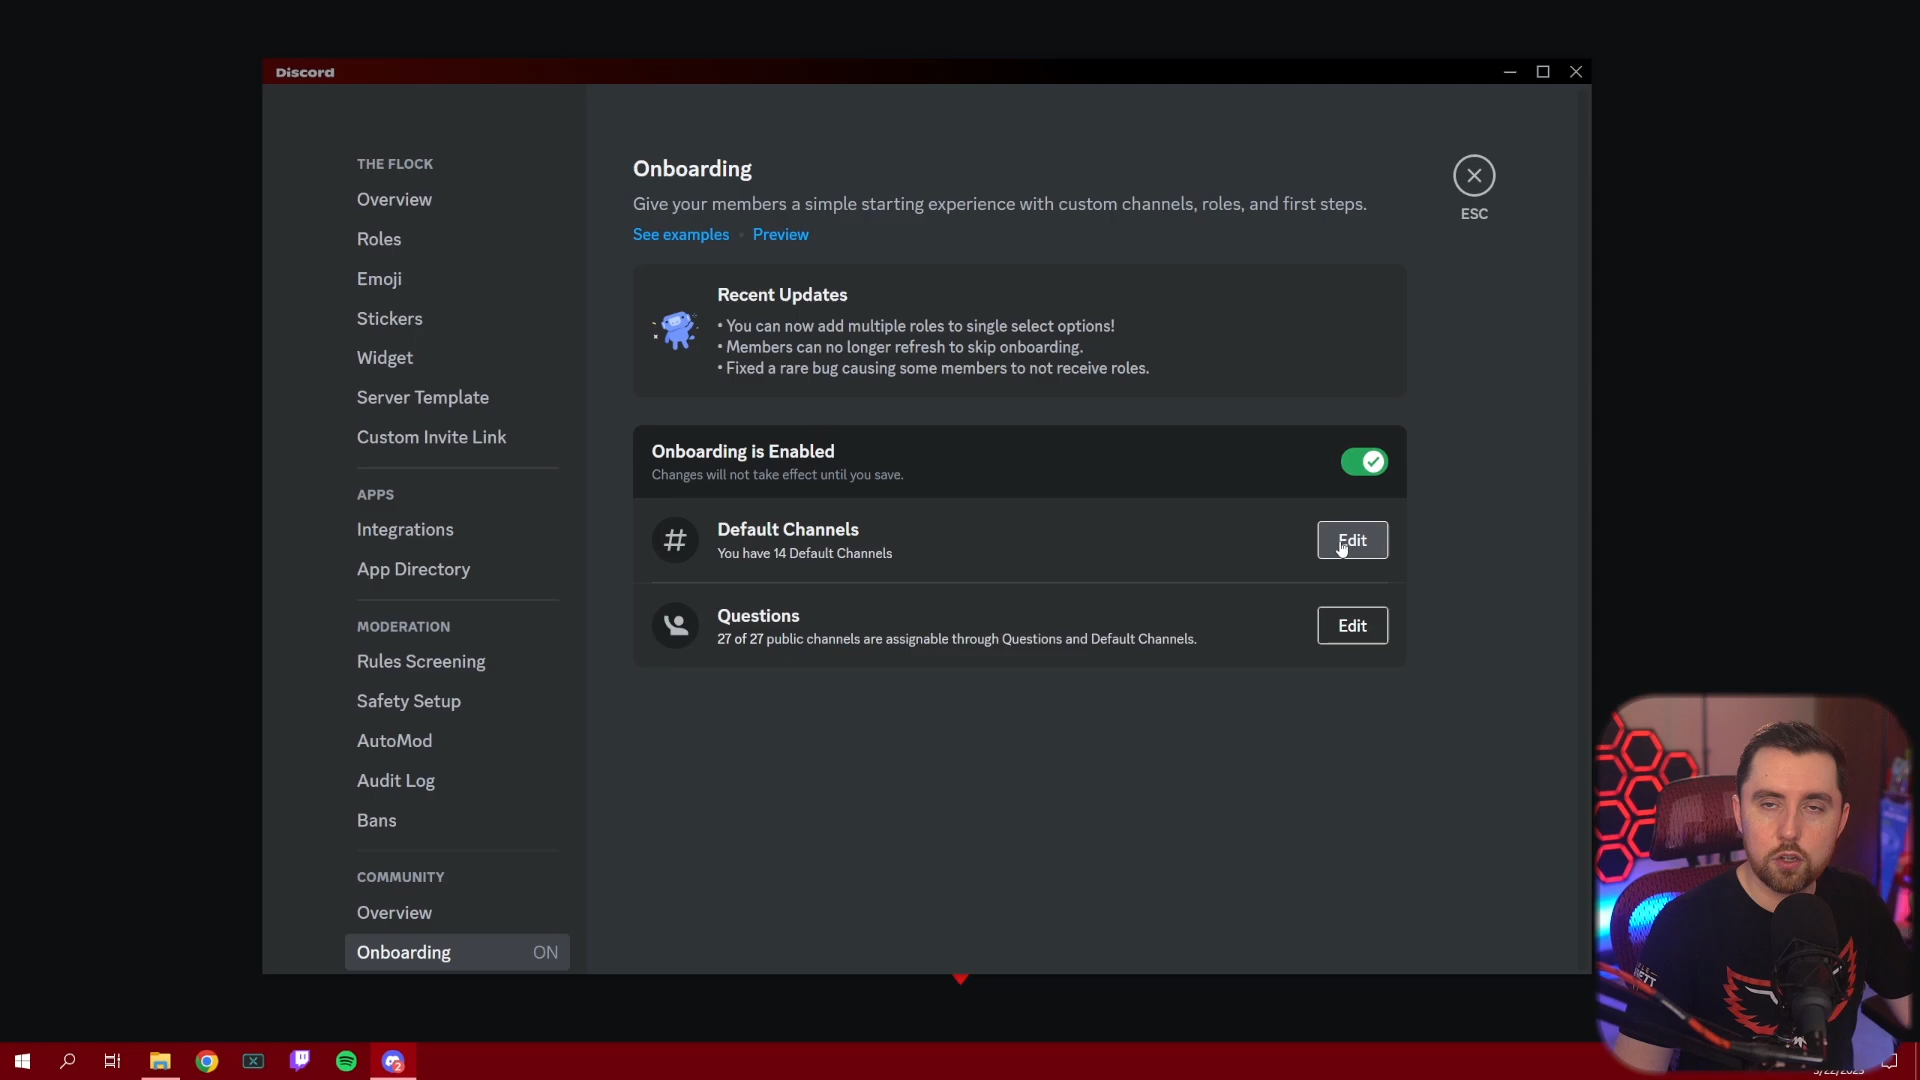 Discord
THE FLOCK
Overview
Roles
Emoji
Stickers
Widget
Server Template
Custom Invite Link
APPS
Integrations
App Directory
MODERATION
Rules Screening
Safety Setup
AutoMod
Audit Log
Bans
COMMUNITY
Overview
Onboarding ON
Onboarding
Give your members a simple starting experience with custom channels, roles, and first steps.
See examples • Preview
ESC
Recent Updates
• You can now add multiple roles to single select options!
• Members can no longer refresh to skip onboarding.
• Fixed a rare bug causing some members to not receive roles.
Onboarding is Enabled
Changes will not take effect until you save.
Default Channels
You have 14 Default Channels
Edit
Questions
27 of 27 public channels are assignable through Questions and Default Channels.
Edit
2